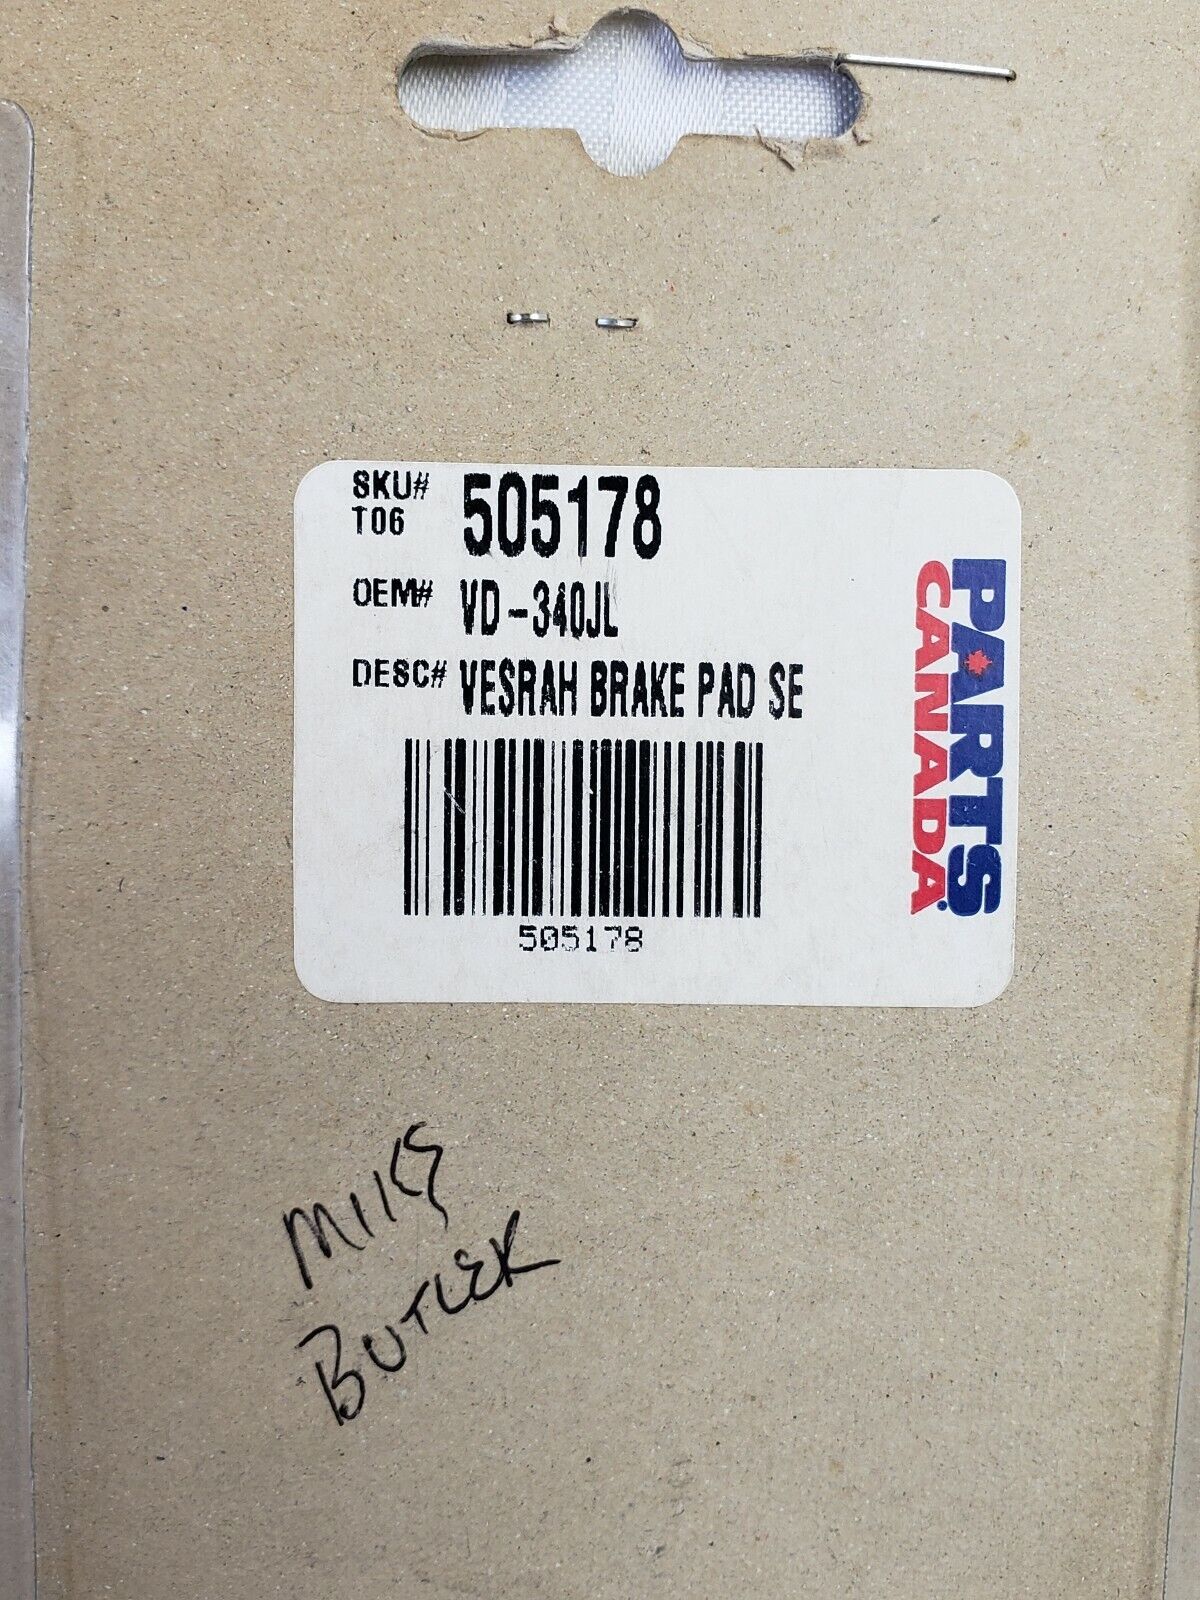 SKU# 505178
T06
OEM# VD-340JL
DESC# VESRAH BRAKE PAD SE
505178
PARTS
CANADA
MIKE
BUTLER